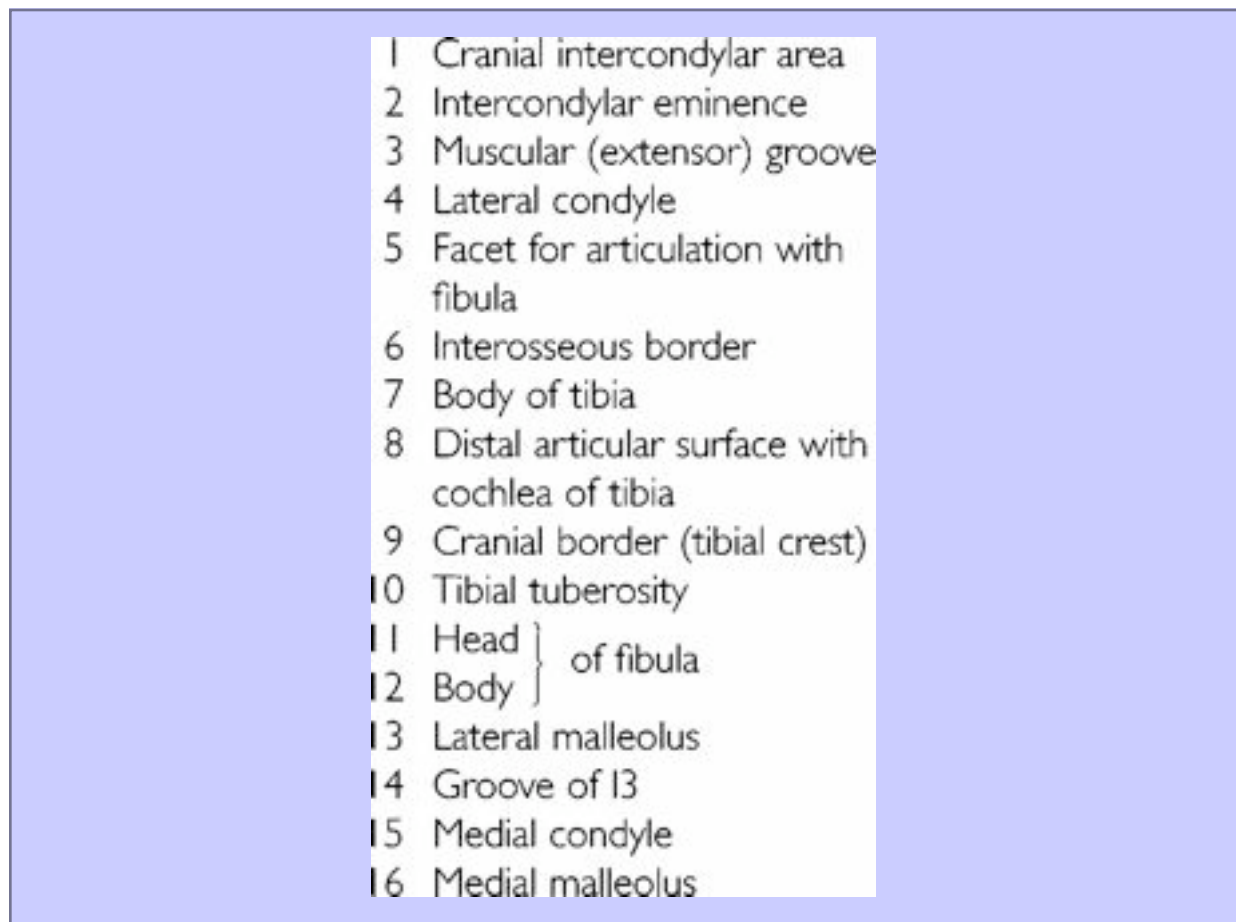 1 Cranial intercondylar area
2 Intercondylar eminence
3 Muscular (extensor) groove
4 Lateral condyle
5 Facet for articulation with
fibula
6 Interosseous border
7 Body of tibia
8 Distal articular surface with
cochlea of tibia
9 Cranial border (tibial crest)
10 Tibial tuberosity
11 Head
of fibula
12 Body
13 Lateral malleolus
14 Groove of 13
15 Medial condyle
16 Medial malleolus